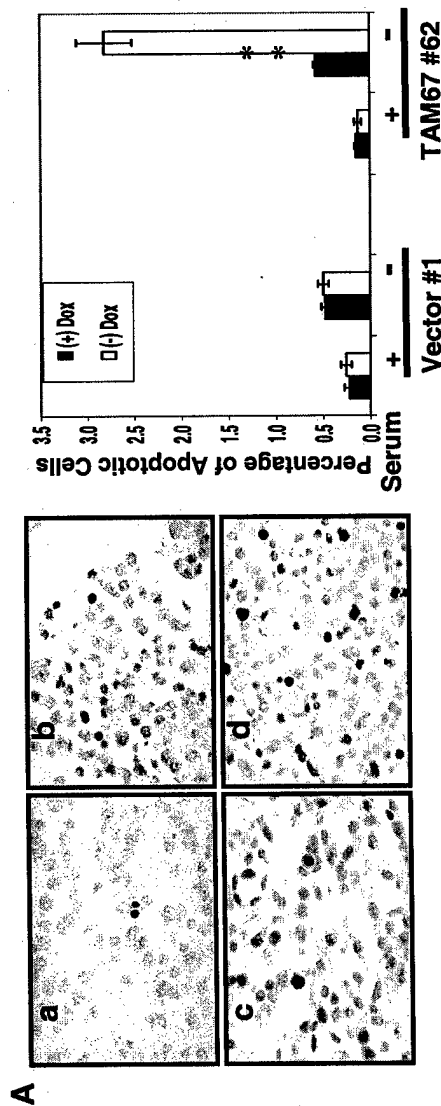 A
a
b
c
d
Percentage of Apoptotic Cells
3.5
3.0
2.5
2.0
1.5
1.0
0.5
0.0
(+) Dox
(-) Dox
* *
Serum
+ - + -
Vector #1 TAM67 #62